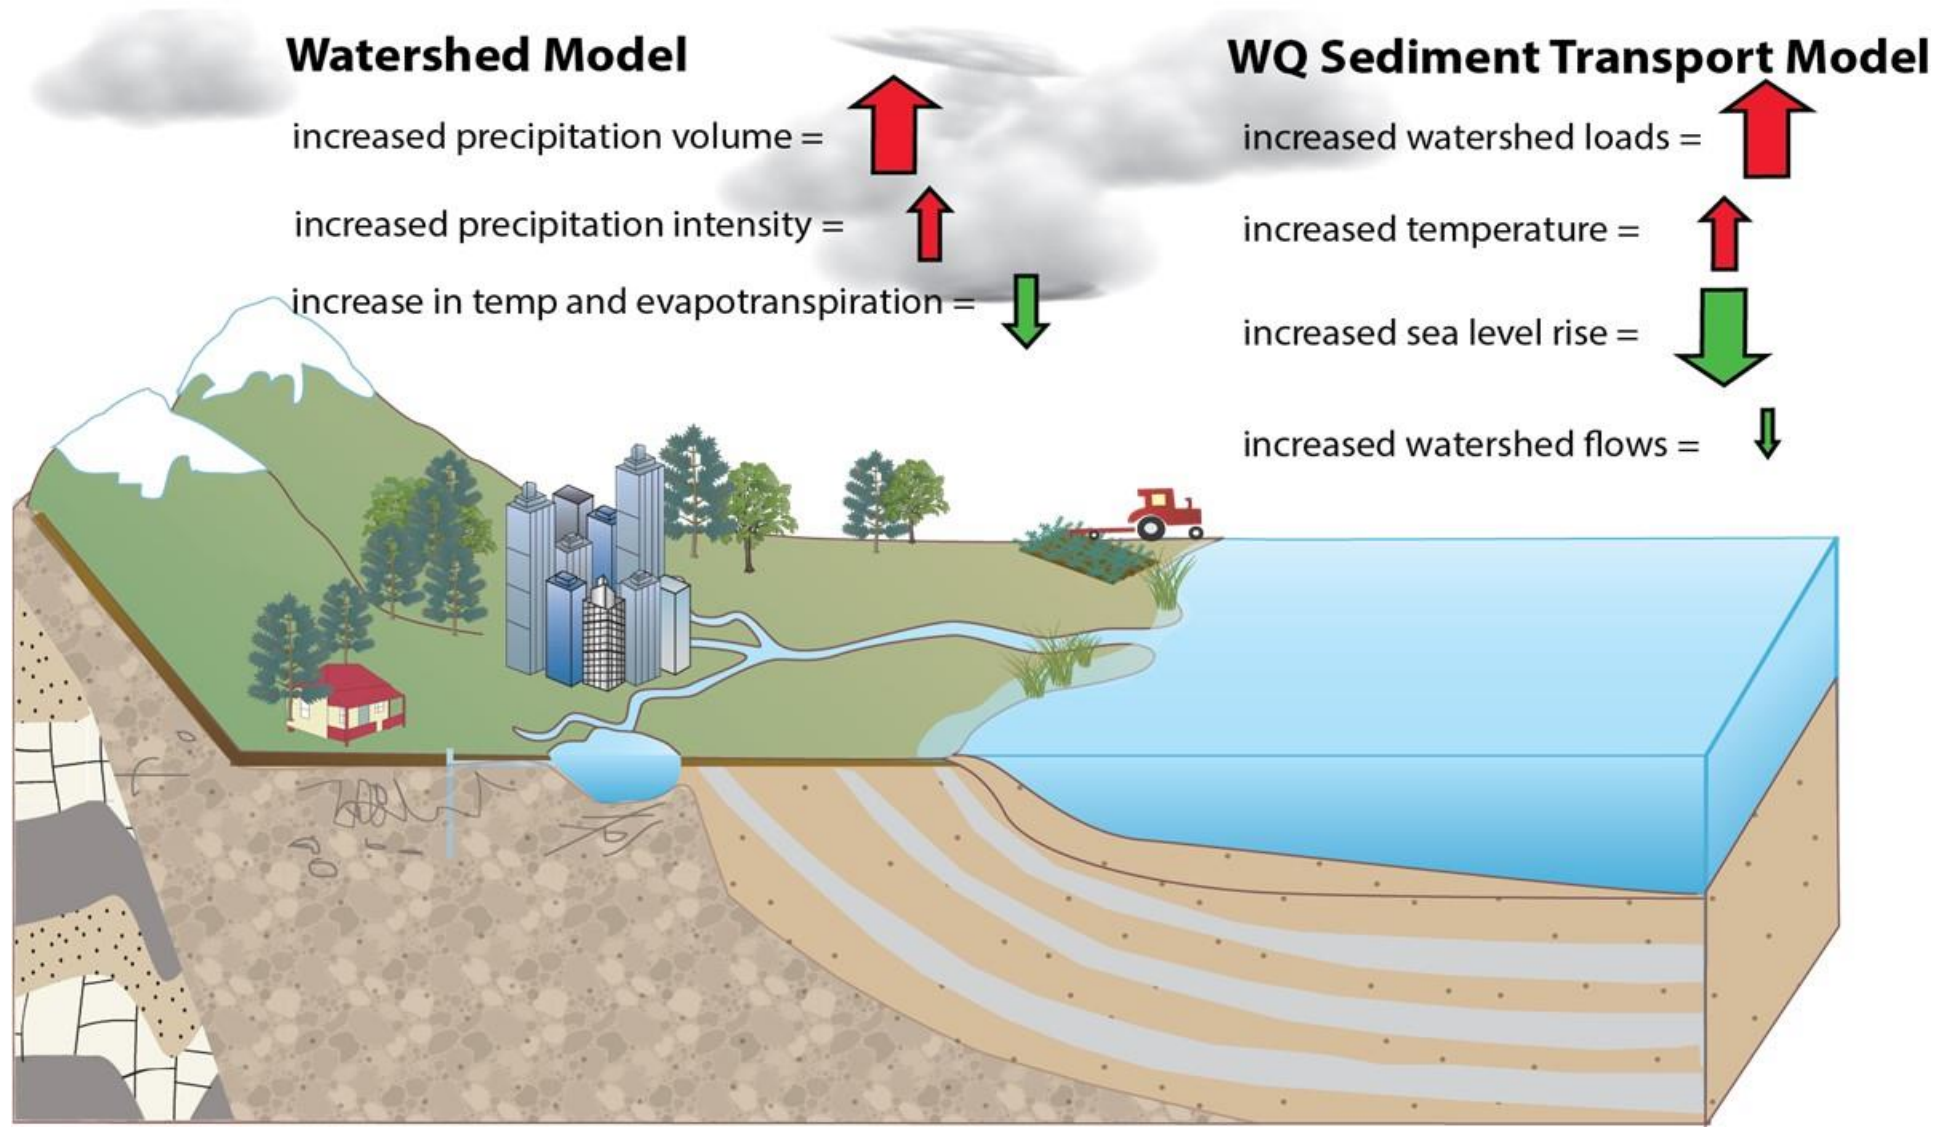 Watershed Model
increased precipitation volume =
increased precipitation intensity =
increase in temp and evapotranspiration =
WQ Sediment Transport Model
increased watershed loads =
increased temperature =
increased sea level rise =
increased watershed flows =